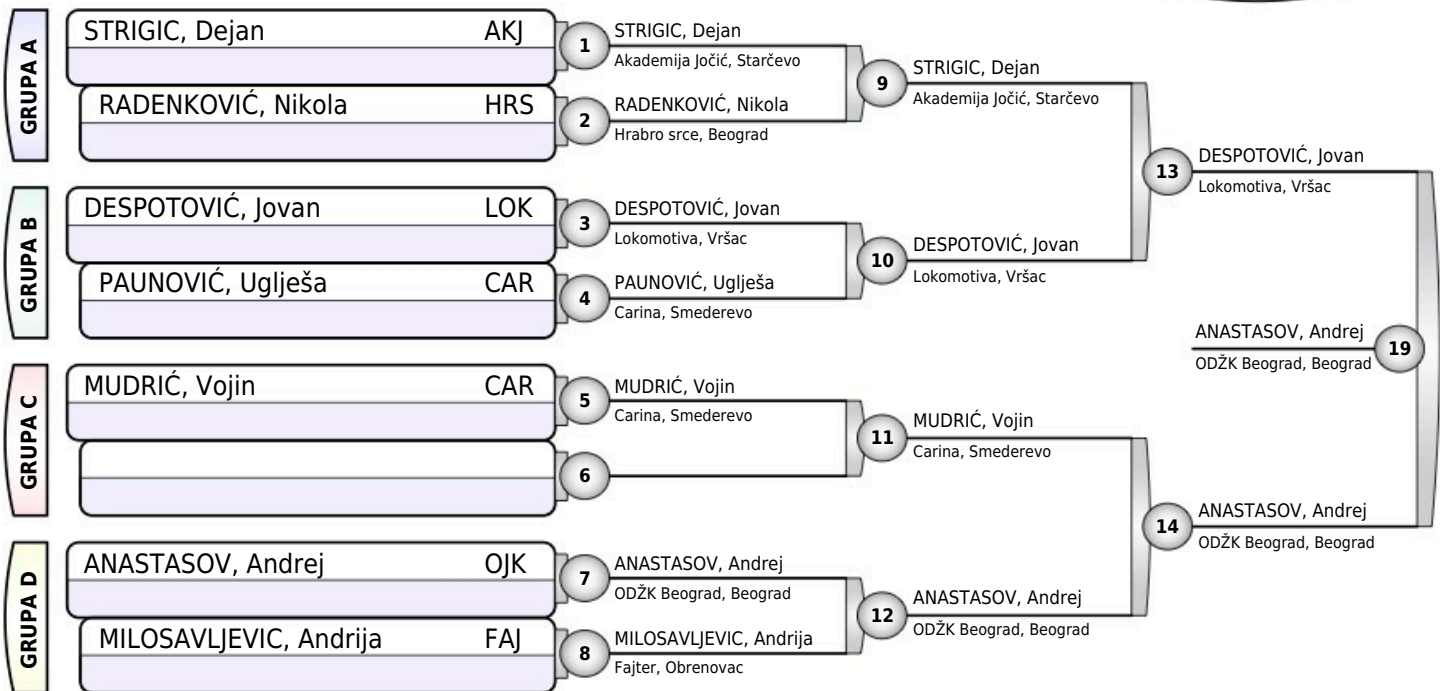 GRUPA A
STRIGIC, Dejan AKJ
RADENKOVIĆ, Nikola HRS
1
STRIGIC, Dejan
Akademija Jočić, Starčevo
2
RADENKOVIĆ, Nikola
Hrabro srce, Beograd
9
STRIGIC, Dejan
Akademija Jočić, Starčevo
GRUPA B
DESPOTOVIĆ, Jovan LOK
PAUNOVIĆ, Uglješa CAR
3
DESPOTOVIĆ, Jovan
Lokomotiva, Vršac
4
PAUNOVIĆ, Uglješa
Carina, Smederevo
10
DESPOTOVIĆ, Jovan
Lokomotiva, Vršac
13
DESPOTOVIĆ, Jovan
Lokomotiva, Vršac
GRUPA C
MUDRIĆ, Vojin CAR
5
MUDRIĆ, Vojin
Carina, Smederevo
6
11
MUDRIĆ, Vojin
Carina, Smederevo
GRUPA D
ANASTASOV, Andrej OJK
MILOSAVLJEVIC, Andrija FAJ
7
ANASTASOV, Andrej
ODŽK Beograd, Beograd
8
MILOSAVLJEVIC, Andrija
Fajter, Obrenovac
12
ANASTASOV, Andrej
ODŽK Beograd, Beograd
14
ANASTASOV, Andrej
ODŽK Beograd, Beograd
ANASTASOV, Andrej
ODŽK Beograd, Beograd
19